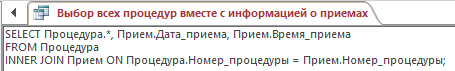 Выбор всех процедур вместе с информацией о приемах
SELECT Процедура.*, Прием.Дата_приема, Прием.Время_приема
FROM Процедура
INNER JOIN Прием ON Процедура.Номер_процедуры = Прием.Номер_процедуры;